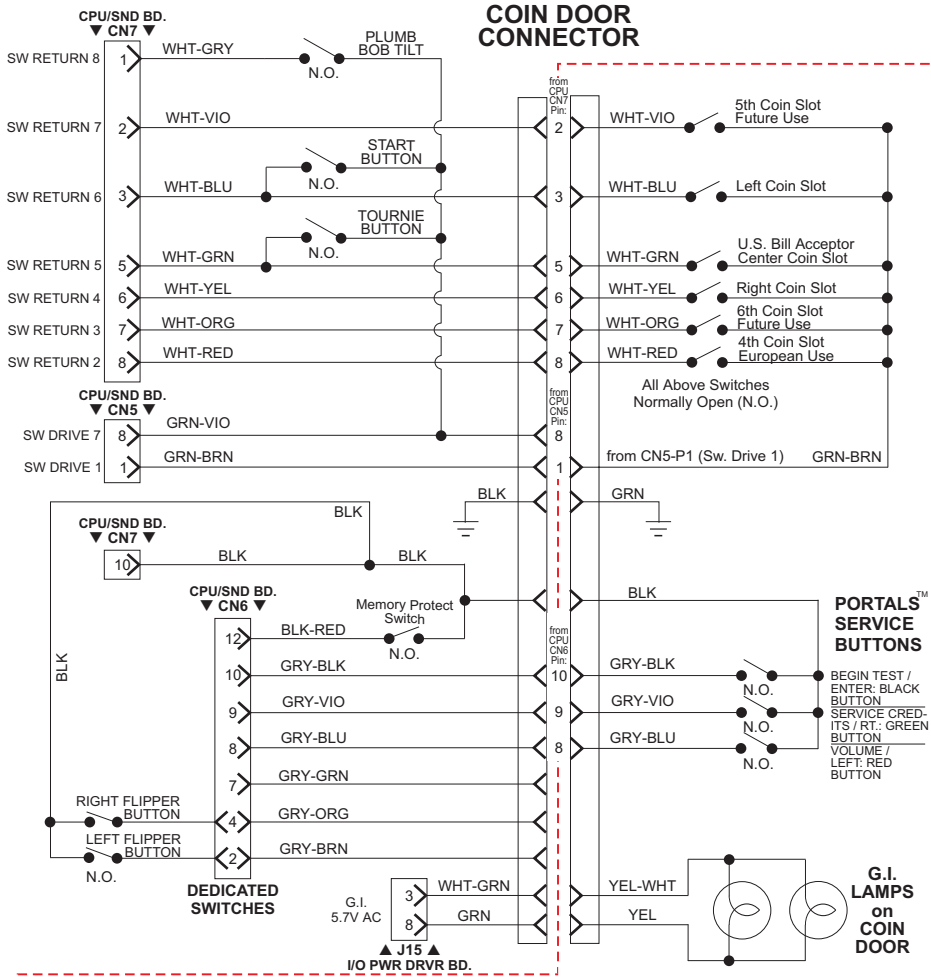 COIN DOOR
CONNECTOR
CPU/SND BD.
▼ CN7 ▼
SW RETURN 8
1
WHT-GRY
PLUMB
BOB TILT
N.O.
from
CPU
CN7
Pin:
SW RETURN 7
2
WHT-VIO
2
WHT-VIO
5th Coin Slot
Future Use
START
BUTTON
N.O.
SW RETURN 6
3
WHT-BLU
3
WHT-BLU
Left Coin Slot
TOURNIE
BUTTON
N.O.
SW RETURN 5
5
WHT-GRN
5
WHT-GRN
U.S. Bill Acceptor
Center Coin Slot
SW RETURN 4
6
WHT-YEL
6
WHT-YEL
Right Coin Slot
SW RETURN 3
7
WHT-ORG
7
WHT-ORG
6th Coin Slot
Future Use
SW RETURN 2
8
WHT-RED
8
WHT-RED
4th Coin Slot
European Use
All Above Switches
Normally Open (N.O.)
CPU/SND BD.
▼ CN5 ▼
from
CPU
CN5
Pin:
SW DRIVE 7
8
GRN-VIO
8
SW DRIVE 1
1
GRN-BRN
1
from CN5-P1 (Sw. Drive 1)
GRN-BRN
BLK
GRN
BLK
CPU/SND BD.
▼ CN7 ▼
10
BLK
BLK
BLK
CPU/SND BD.
▼ CN6 ▼
Memory Protect
Switch
N.O.
12
BLK-RED
BLK
from
CPU
CN6
Pin:
10
GRY-BLK
10
GRY-BLK
N.O.
9
GRY-VIO
9
GRY-VIO
N.O.
8
GRY-BLU
8
GRY-BLU
N.O.
PORTALS™
SERVICE
BUTTONS
BEGIN TEST /
ENTER: BLACK
BUTTON
SERVICE CRED-
ITS / RT.: GREEN
BUTTON
VOLUME /
LEFT: RED
BUTTON
7
GRY-GRN
RIGHT FLIPPER
BUTTON
4
GRY-ORG
LEFT FLIPPER
BUTTON
N.O.
2
GRY-BRN
DEDICATED
SWITCHES
G.I.
5.7V AC
3
WHT-GRN
YEL-WHT
8
GRN
YEL
▲ J15 ▲
I/O PWR DRVR BD.
G.I.
LAMPS
on
COIN
DOOR